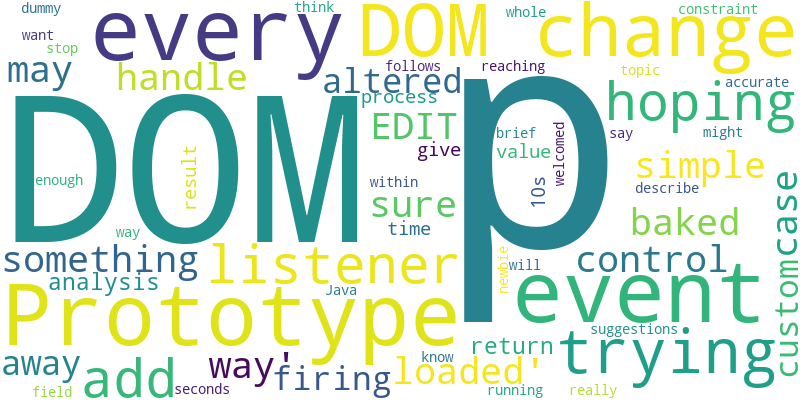 dummy
every
think
DOM
whole
change
constraint
want
stop
may
handle
altered
follows
reaching
topic
accurate
DOM
p
process
hoping
EDIT
brief
say
might
give
value
welcomed
simple
result
enough
within
10s
describe
sure
baked
way
time
case
something
listener
will
newbie
control
analysis
Java
event
custom
Prototype
suggestions
away
add
way'
firing
loaded'
know
return
trying
field
seconds
running
really